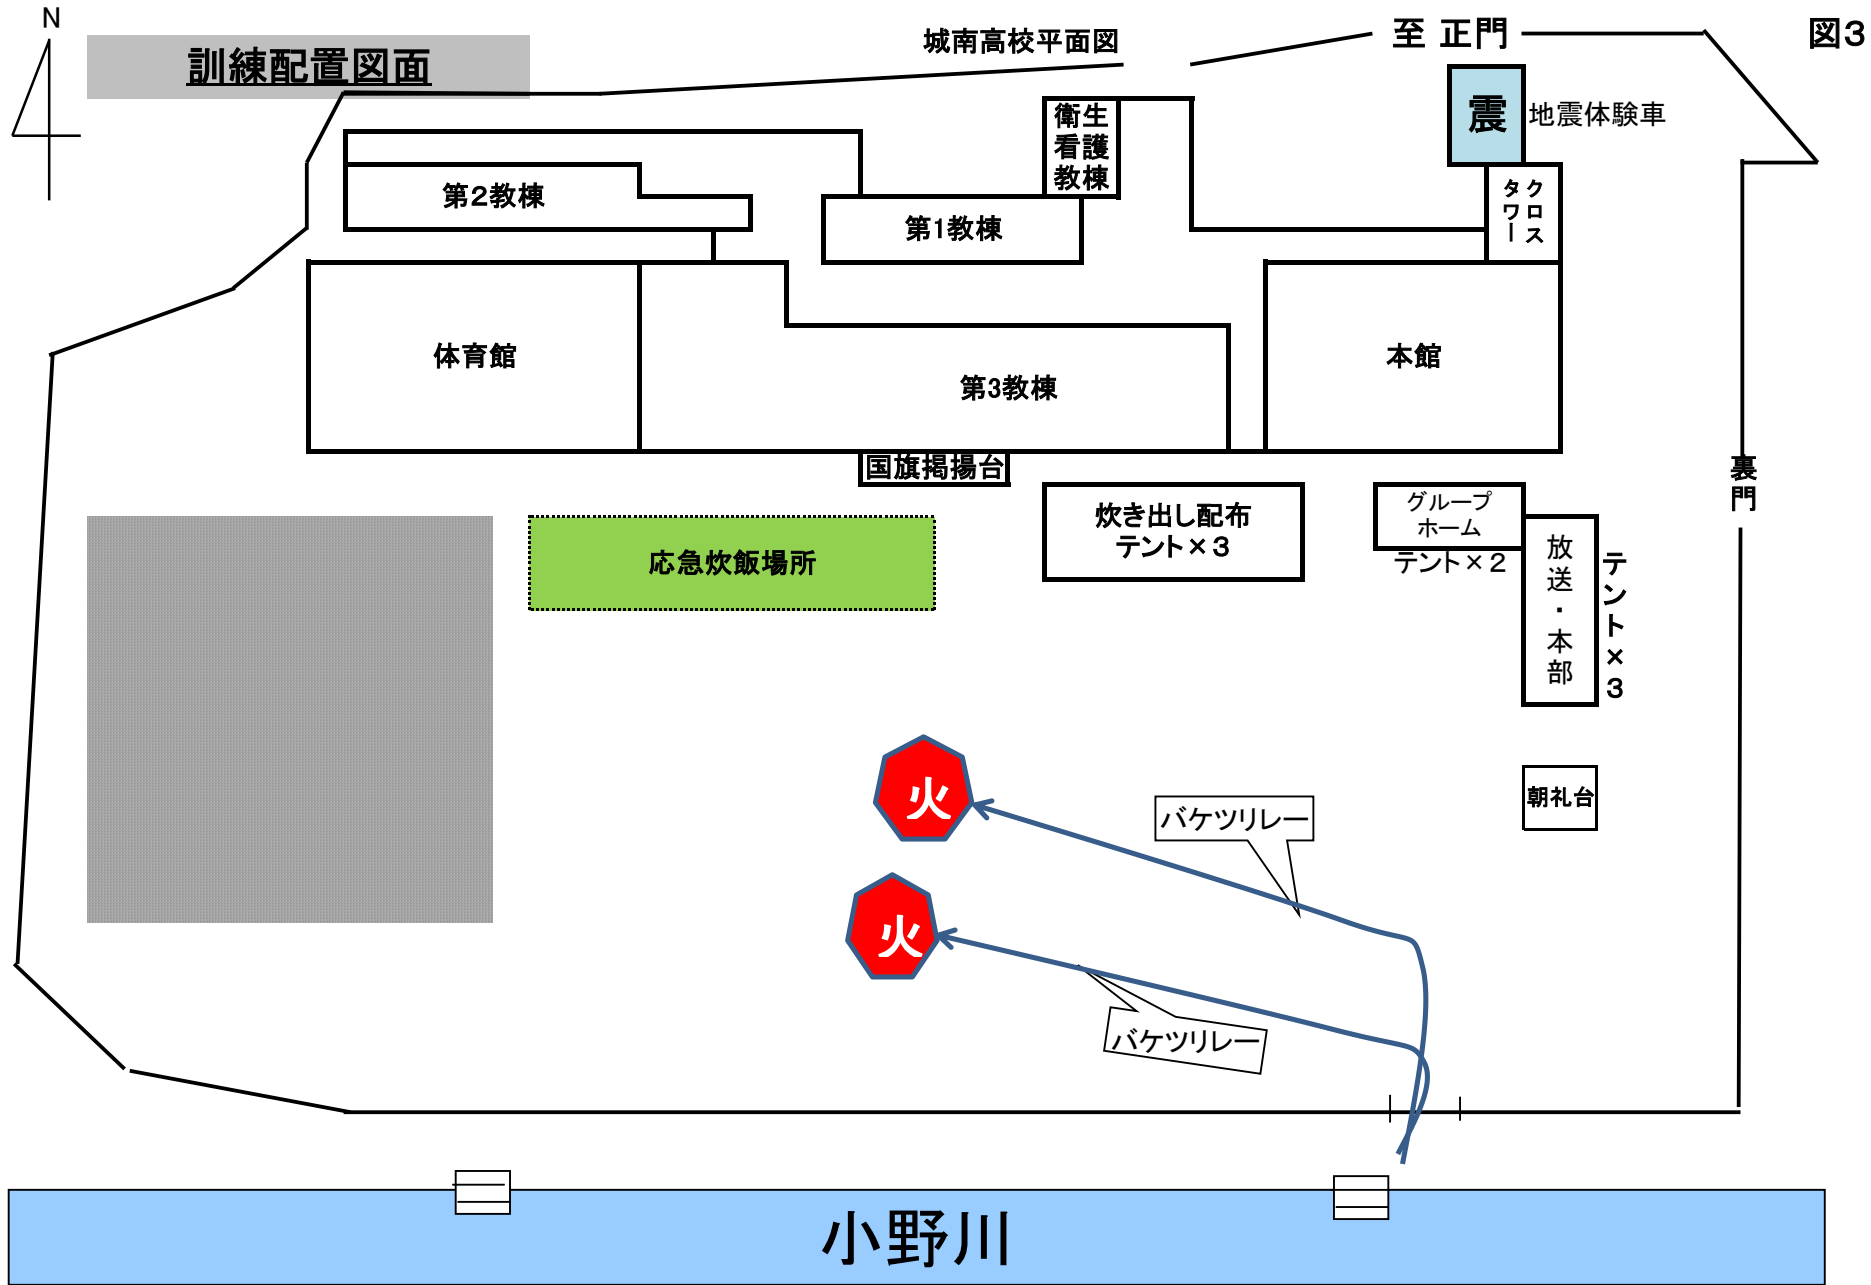 N
訓練配置図面
城南高校平面図
至 正門
図3
震
地震体験車
衛生
看護
教棟
第2教棟
第1教棟
クロス
タワー
体育館
第3教棟
本館
国旗掲揚台
裏門
炊き出し配布
テント×3
グループ
ホーム
テント×2
応急炊飯場所
放送・本部
テント×3
火
朝礼台
バケツリレー
火
バケツリレー
小野川